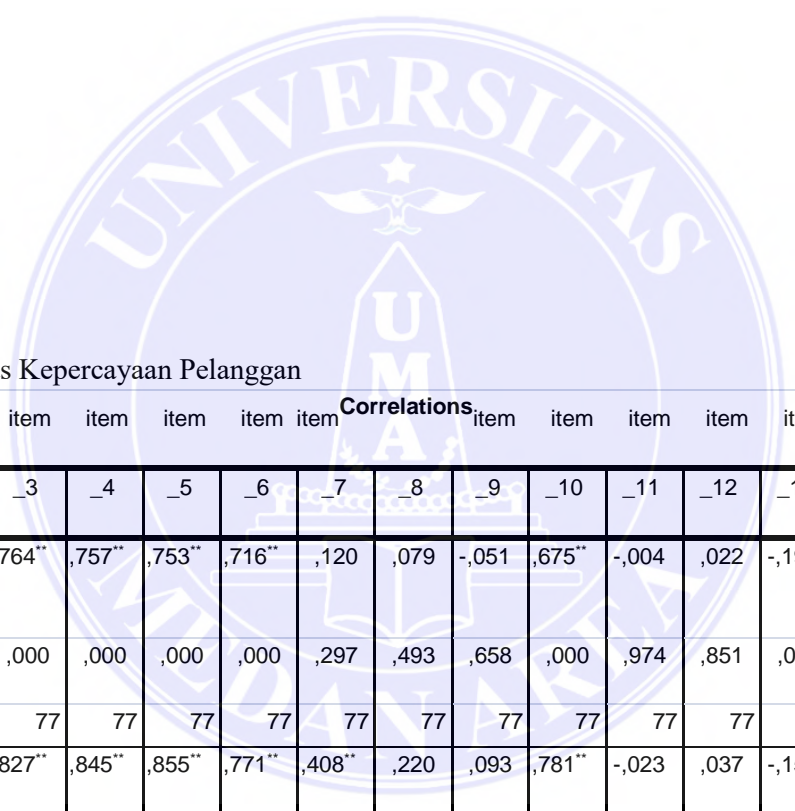 UNIVERSITAS
UMA
MEDAN AREA
s Kepercayaan Pelanggan
Correlations
item item item item item item item item item
_3 _4 _5 _6 _7 _8 _9 _10 _11 _12
764** ,757** ,753** ,716** ,120 ,079 -,051 ,675** -,004 ,022
,000 ,000 ,000 ,000 ,297 ,493 ,658 ,000 ,974 ,851
77 77 77 77 77 77 77 77 77 77
827** ,845** ,855** ,771** ,408** ,220 ,093 ,781** -,023 ,037